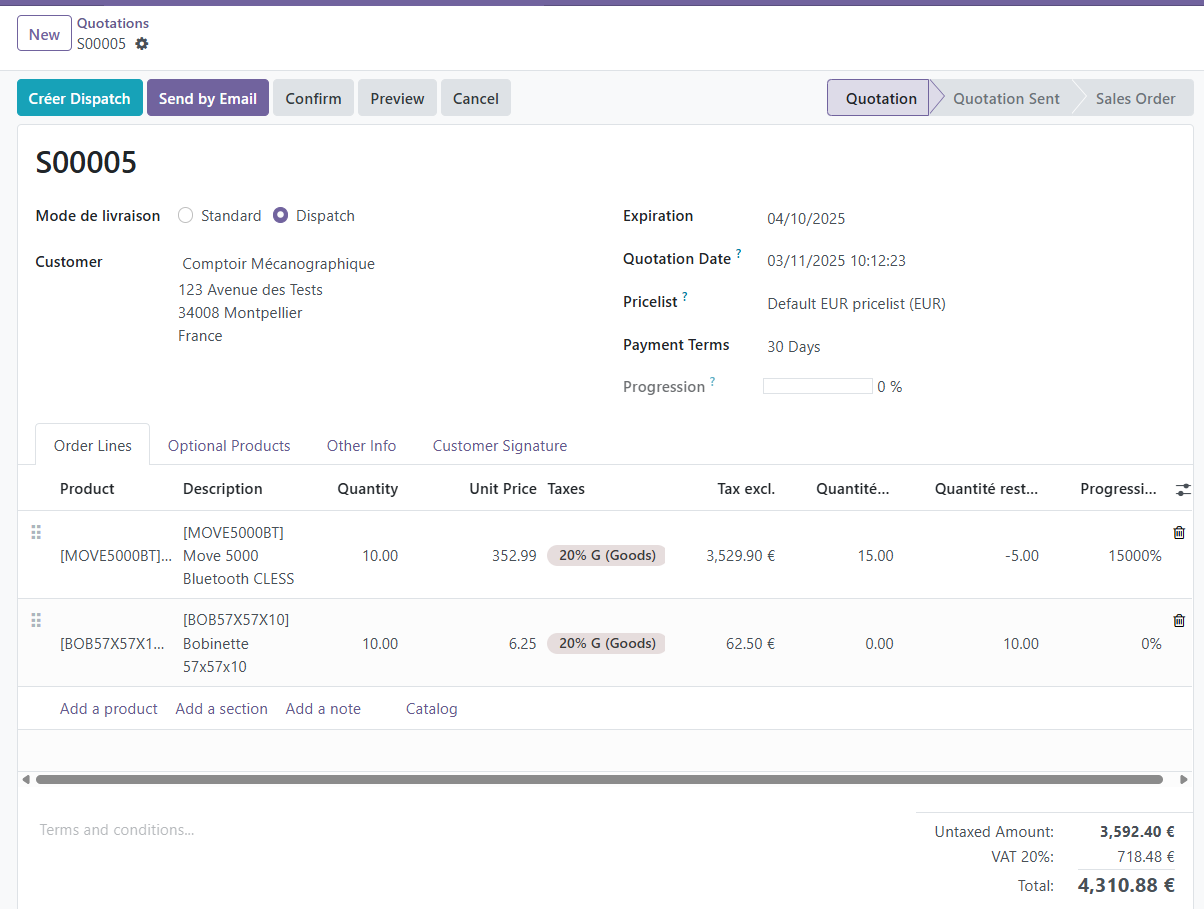 New
Quotations
S00005
Créer Dispatch Send by Email Confirm Preview Cancel Quotation Quotation Sent Sales Order
S00005
Mode de livraison Standard Dispatch
Customer Comptoir Mécanographique
123 Avenue des Tests
34008 Montpellier
France
Expiration 04/10/2025
Quotation Date ? 03/11/2025 10:12:23
Pricelist ? Default EUR pricelist (EUR)
Payment Terms 30 Days
Progression ? 0 %
Order Lines Optional Products Other Info Customer Signature
Product Description Quantity Unit Price Taxes Tax excl. Quantité... Quantité rest... Progressi...
[MOVE5000BT]
[MOVE5000BT]... Move 5000 10.00 352.99 20% G (Goods) 3,529.90 € 15.00 -5.00 15000%
Bluetooth CLESS
[BOB57X57X10]
[BOB57X57X1... Bobinette 10.00 6.25 20% G (Goods) 62.50 € 0.00 10.00 0%
57x57x10
Add a product Add a section Add a note Catalog
Terms and conditions...
Untaxed Amount: 3,592.40 €
VAT 20%: 718.48 €
Total: 4,310.88 €